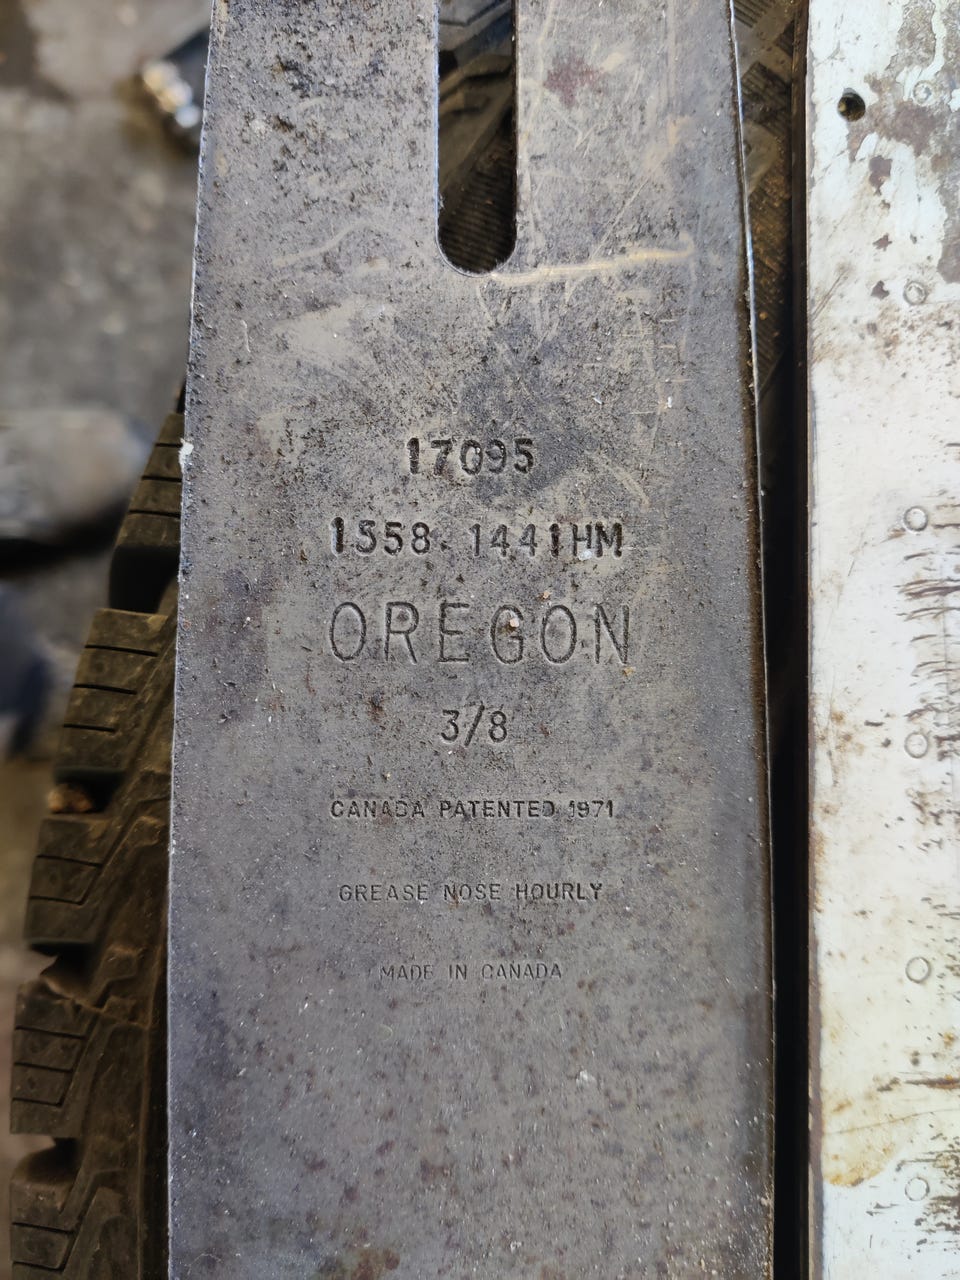 17095
1558-1441HM
OREGON
3/8
CANADA PATENTED 1971
GREASE NOSE HOURLY
MADE IN CANADA